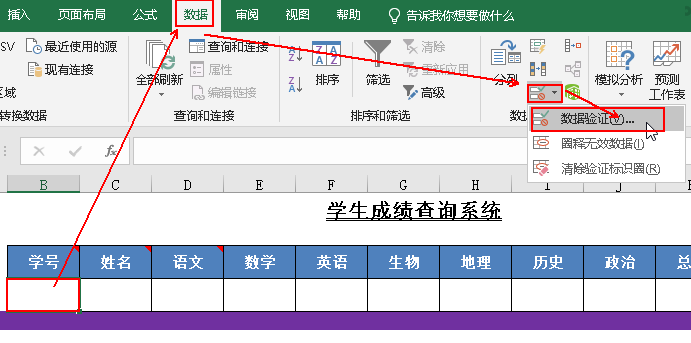 插入 页面布局 公式 数据 审阅 视图 帮助 告诉我你想要做什么
SV 最近使用的源
现有连接
区域
转换数据
全部刷新
查询和连接
属性
编辑链接
查询和连接
排序
筛选
清除
重新应用
高级
排序和筛选
分列
数据
模拟分析
预测
工作表
数据验证(V)...
圈释无效数据(I)
清除验证标识圈(R)
fx
B C D E F G H I J
学生成绩查询系统
学号 姓名 语文 数学 英语 生物 地理 历史 政治 总